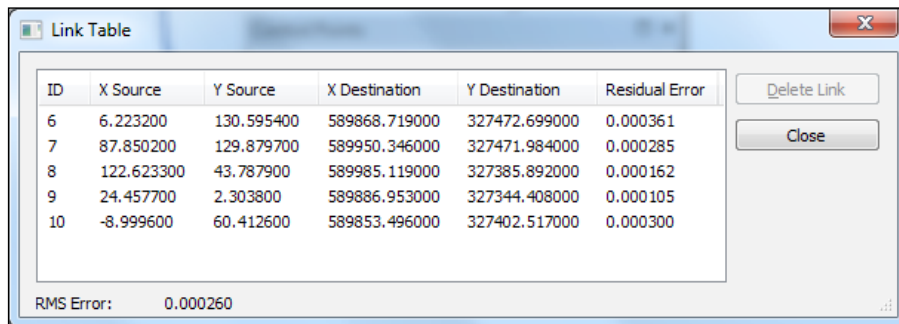 Link Table
ID X Source Y Source X Destination Y Destination Residual Error
6 6.223200 130.595400 589868.719000 327472.699000 0.000361
7 87.850200 129.879700 589950.346000 327471.984000 0.000285
8 122.623300 43.787900 589985.119000 327385.892000 0.000162
9 24.457700 2.303800 589886.953000 327344.408000 0.000105
10 -8.999600 60.412600 589853.496000 327402.517000 0.000300
Delete Link
Close
RMS Error: 0.000260